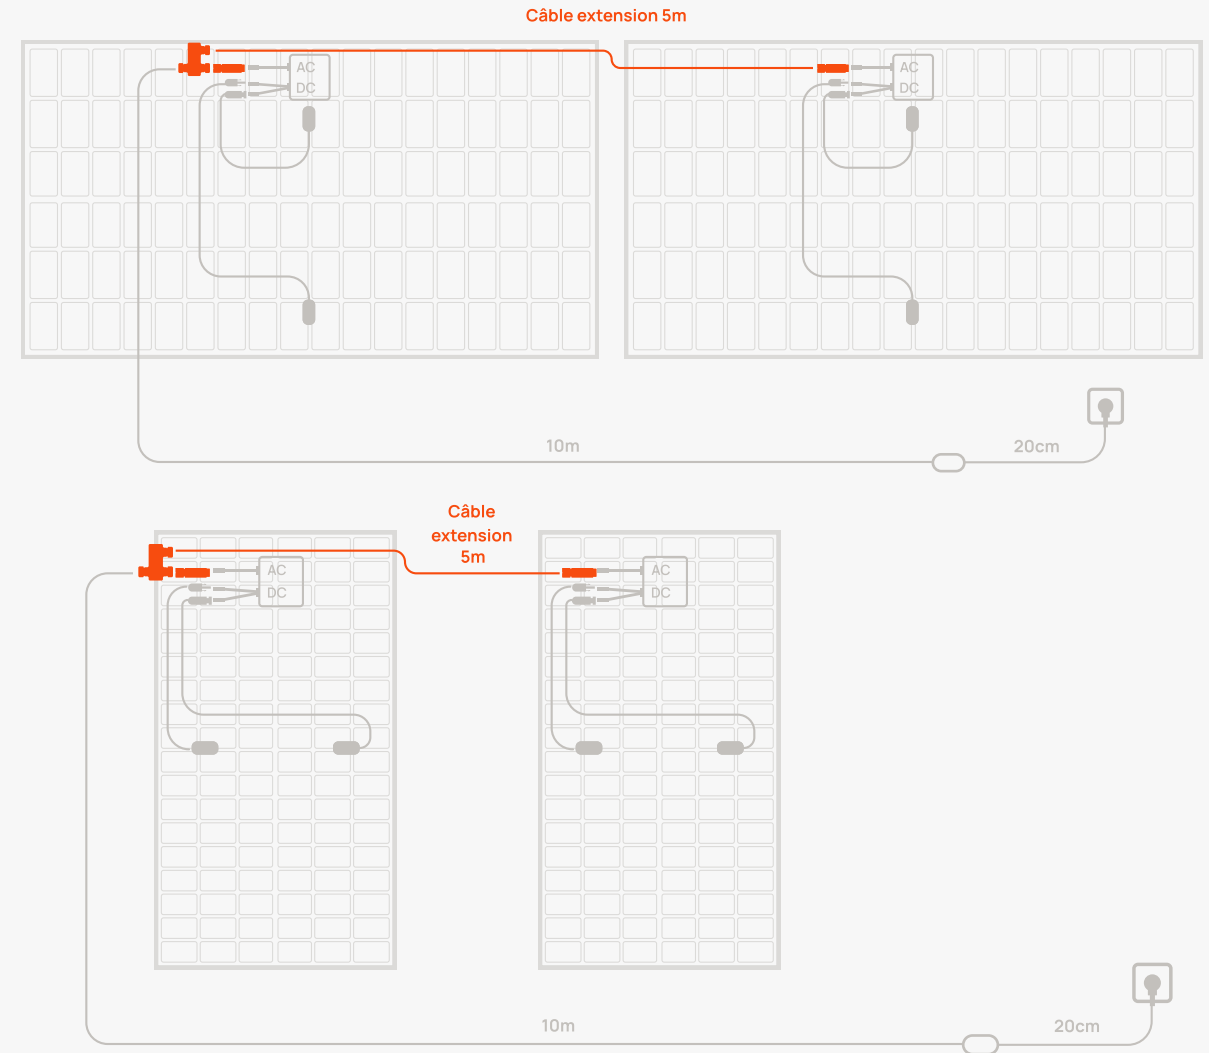 Câble extension 5m
AC
DC
AC
DC
10m
20cm
Câble
extension
5m
AC
DC
AC
DC
10m
20cm